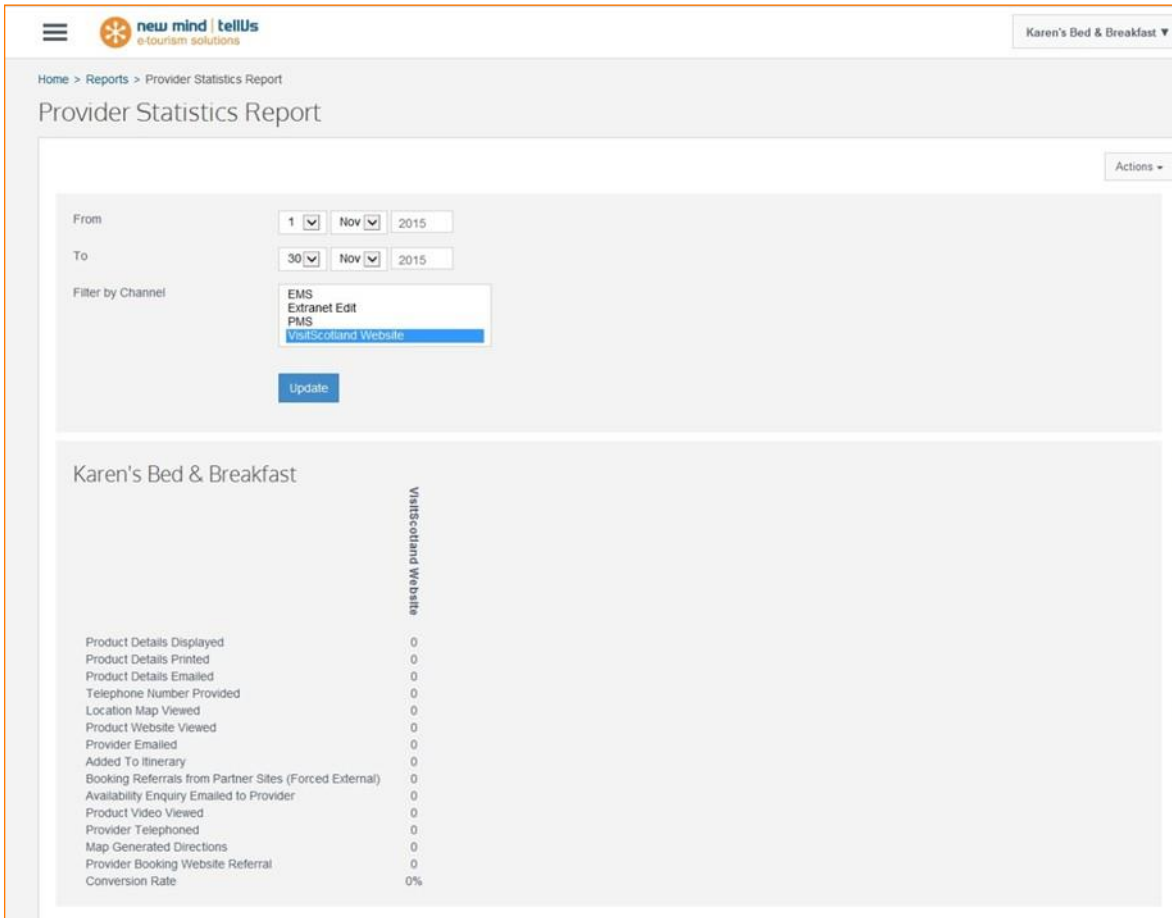 new mind | tellUs
e-tourism solutions
Karen's Bed & Breakfast ▼
Home > Reports > Provider Statistics Report
Provider Statistics Report
Actions
From 1 Nov 2015
To 30 Nov 2015
Filter by Channel
EMS
Extranet Edit
PMS
VisitScotland Website
Update
Karen's Bed & Breakfast
VisitScotland Website
Product Details Displayed 0
Product Details Printed 0
Product Details Emailed 0
Telephone Number Provided 0
Location Map Viewed 0
Product Website Viewed 0
Provider Emailed 0
Added To Itinerary 0
Booking Referrals from Partner Sites (Forced External) 0
Availability Enquiry Emailed to Provider 0
Product Video Viewed 0
Provider Telephoned 0
Map Generated Directions 0
Provider Booking Website Referral 0
Conversion Rate 0%